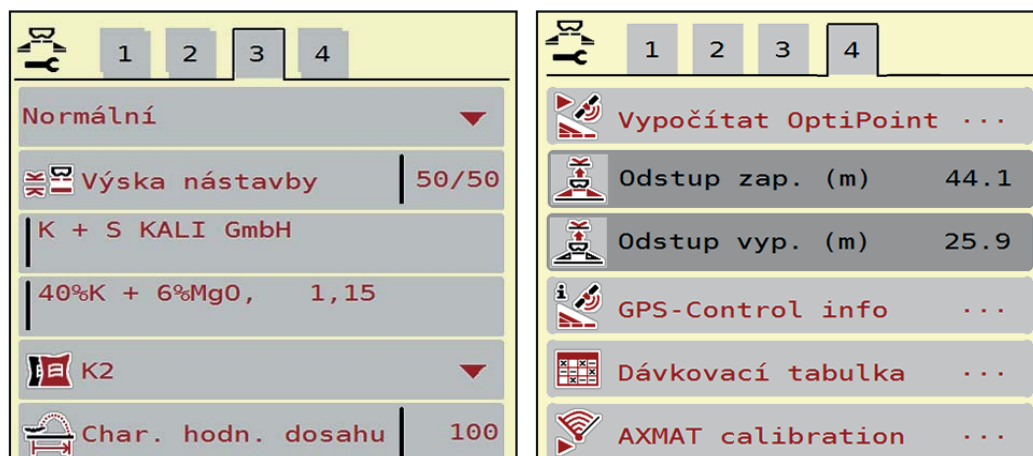 1 2 3 4
Normální
Výska nástavby 50/50
K + S KALI GmbH
40%K + 6%MgO, 1,15
K2
Char. hodn. dosahu 100
1 2 3 4
Vypočítat OptiPoint ...
Odstup zap. (m) 44.1
Odstup vyp. (m) 25.9
i GPS-Control info ...
Dávkovací tabulka ...
AXMAT calibration ...